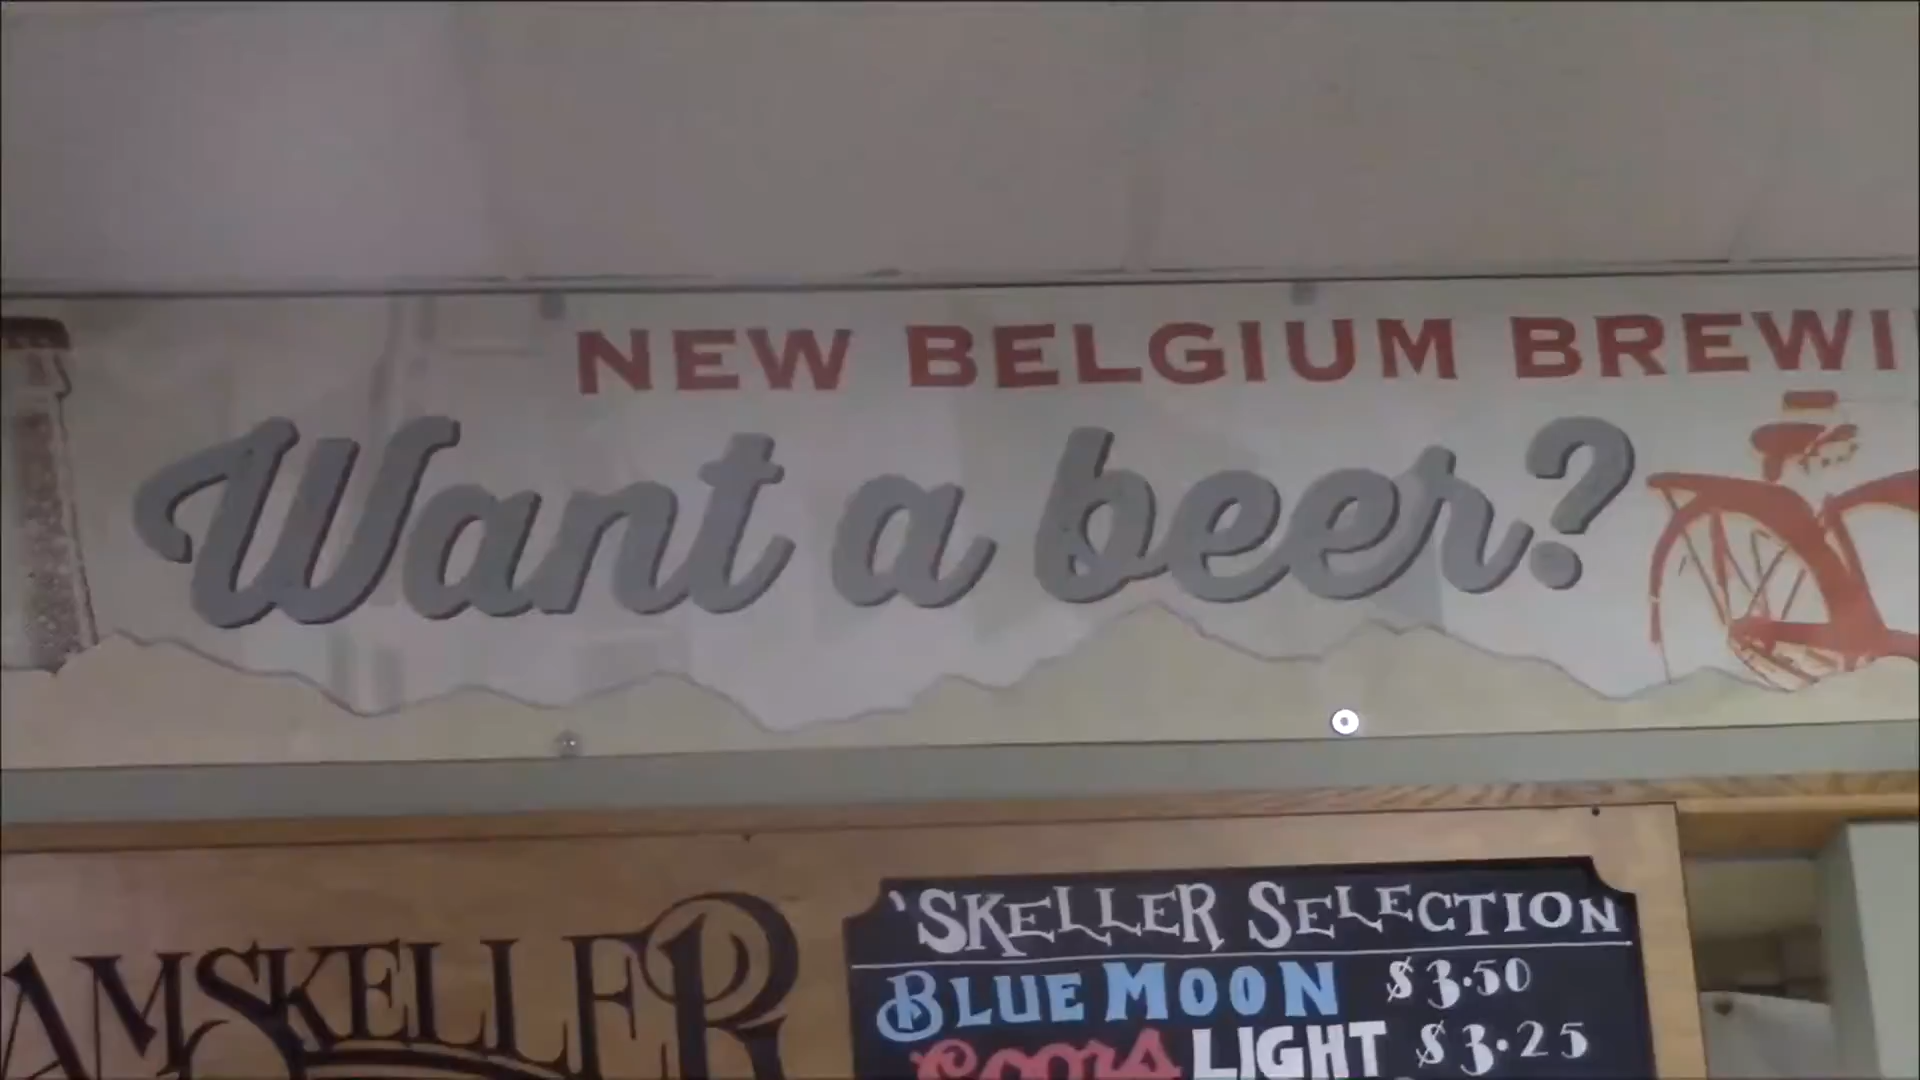 NEW BELGIUM BREWI
Want a beer?
AMSKELLER
'SKELLER SELECTION
BLUE MOON $3.50
Coors LIGHT $3.25